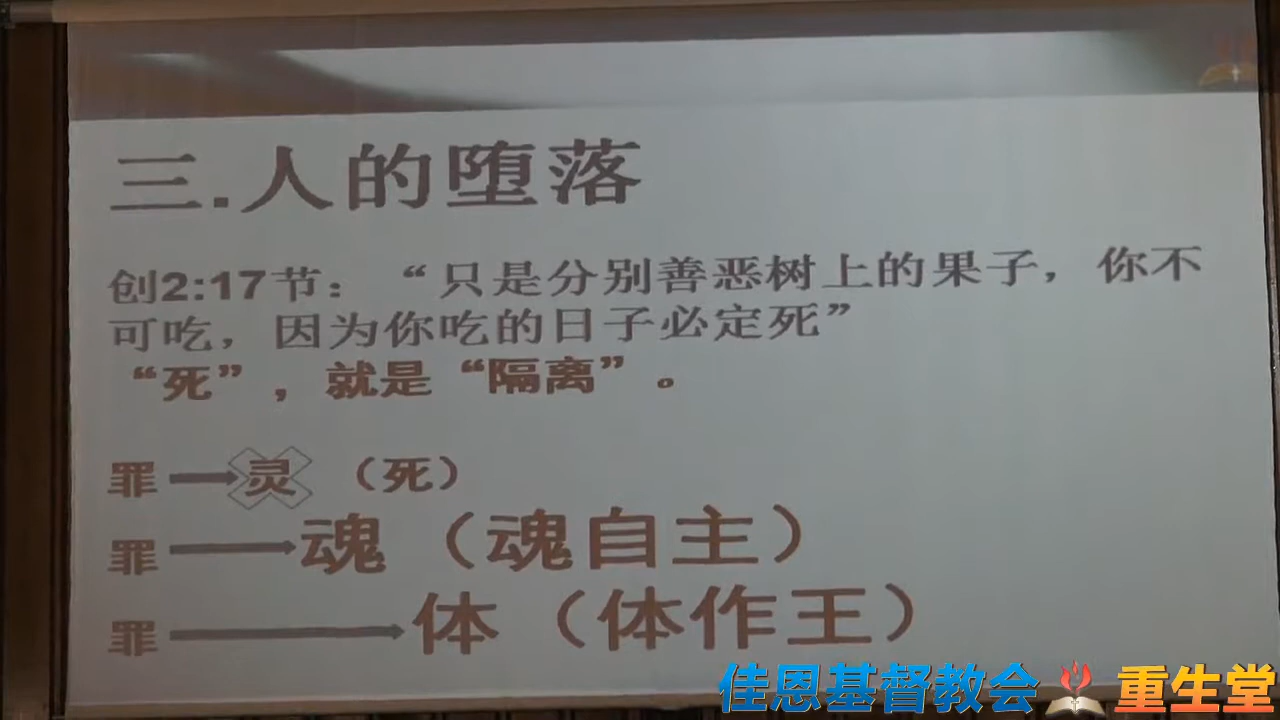 三.人的堕落
创2:17节：“只是分别善恶树上的果子，你不
可吃，因为你吃的日子必定死”
“死”，就是“隔离”。
罪 灵 （死）
罪 魂（魂自主）
罪 体（体作王）
佳恩基督教会 重生堂